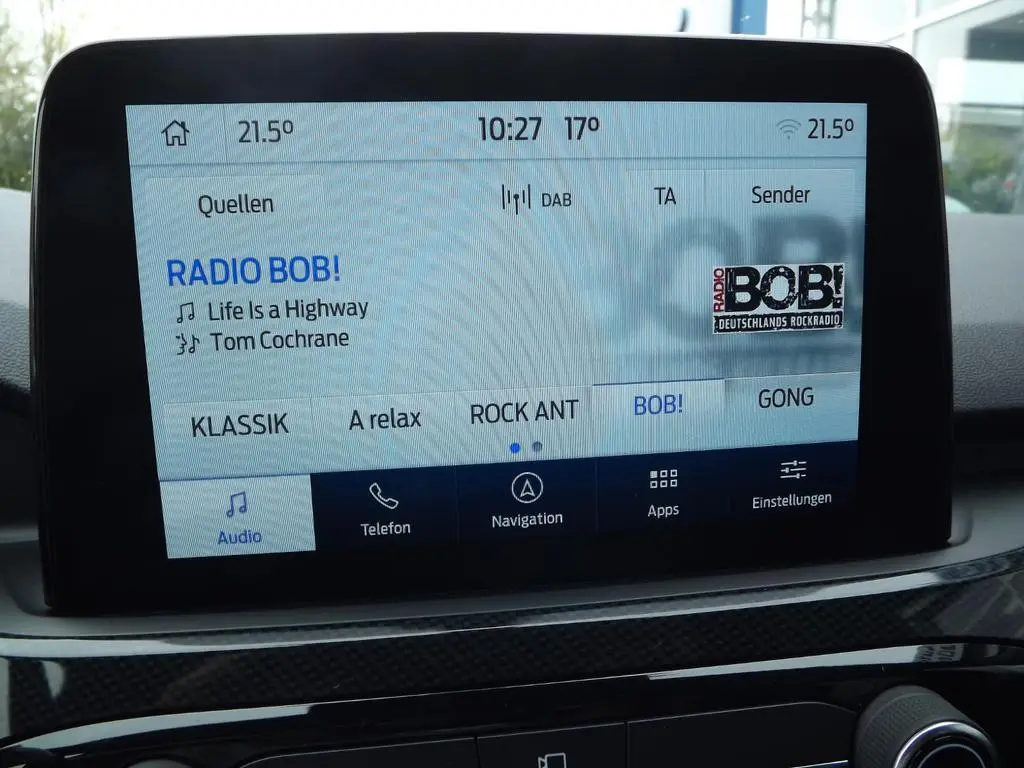 21.5° 10:27 17° 21.5°
Quellen DAB TA Sender
RADIO BOB!
Life Is a Highway
Tom Cochrane
RADIO BOB!
DEUTSCHLANDS ROCKRADIO
KLASSIK A relax ROCK ANT BOB! GONG
Audio Telefon Navigation Apps Einstellungen